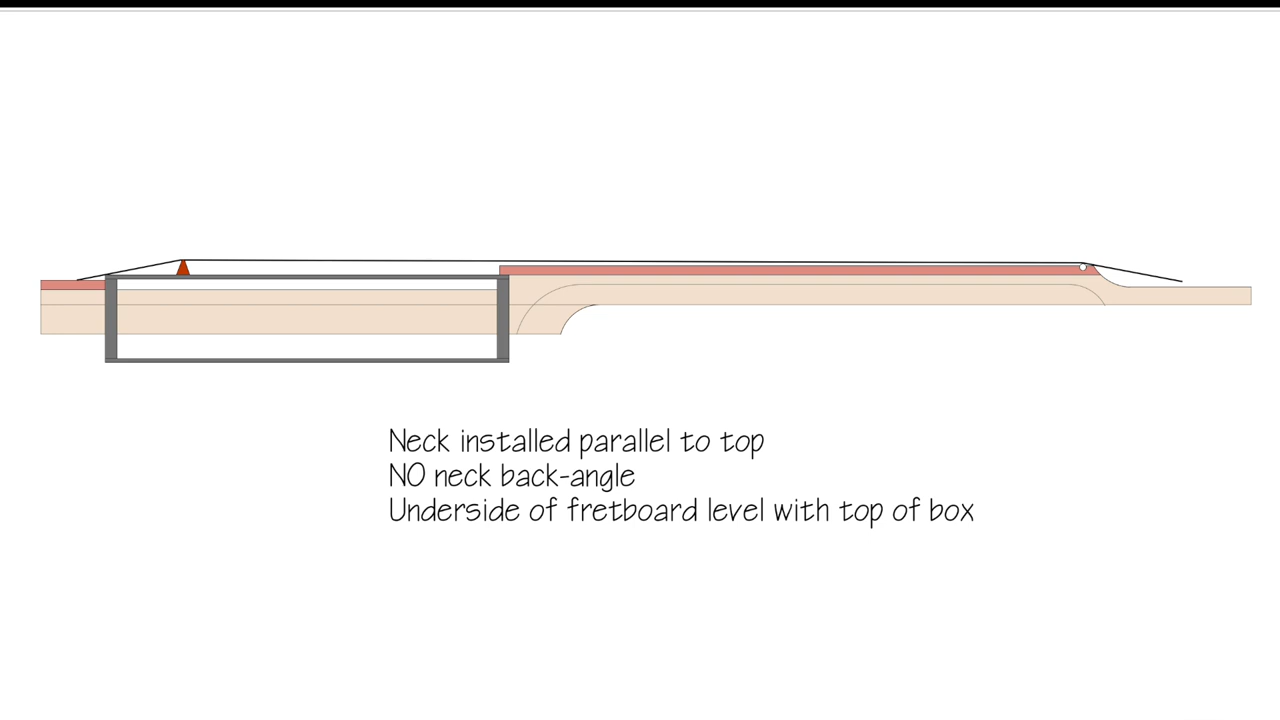 Neck installed parallel to top
NO neck back-angle
Underside of fretboard level with top of box